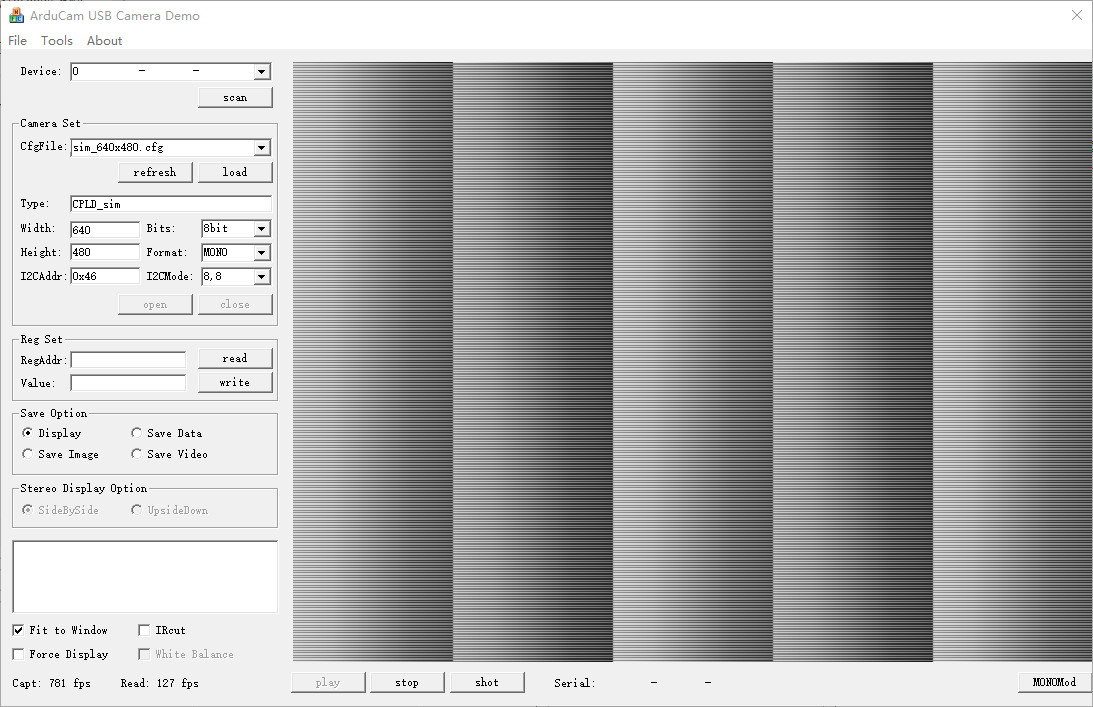 ArduCam USB Camera Demo
File Tools About
Device: 0 - -
scan
Camera Set
CfgFile: sim_640x480.cfg
refresh load
Type: CPLD_sim
Width: 640 Bits: 8bit
Height: 480 Format: MONO
I2CAddr: 0x46 I2CMode: 8,8
open close
Reg Set
RegAddr: read
Value: write
Save Option
Display Save Data
Save Image Save Video
Stereo Display Option
SideBySide UpsideDown
Fit to Window IRcut
Force Display White Balance
Capt: 781 fps Read: 127 fps play stop shot Serial: - - MONOMod